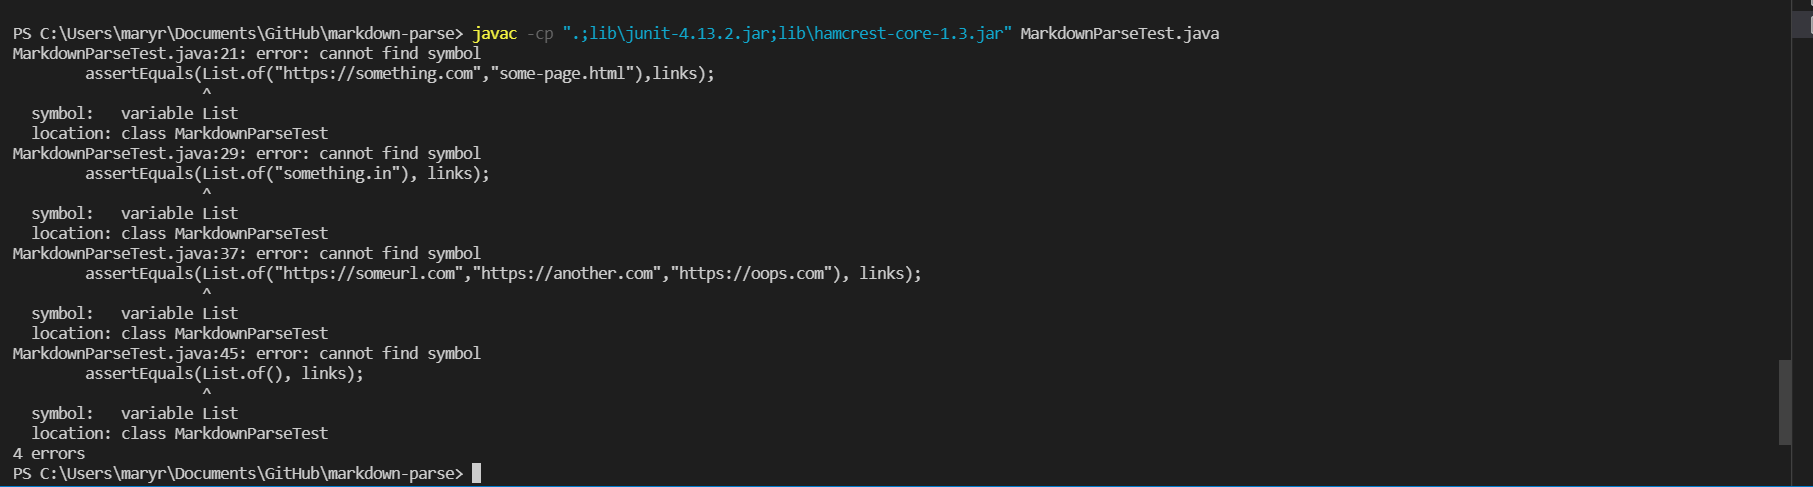 PS C:\Users\maryr\Documents\GitHub\markdown-parse> javac -cp ".;lib\junit-4.13.2.jar;lib\hamcrest-core-1.3.jar" MarkdownParseTest.java
MarkdownParseTest.java:21: error: cannot find symbol
        assertEquals(List.of("https://something.com","some-page.html"),links);
                     ^
  symbol:   variable List
  location: class MarkdownParseTest
MarkdownParseTest.java:29: error: cannot find symbol
        assertEquals(List.of("something.in"), links);
                     ^
  symbol:   variable List
  location: class MarkdownParseTest
MarkdownParseTest.java:37: error: cannot find symbol
        assertEquals(List.of("https://someurl.com","https://another.com","https://oops.com"), links);
                     ^
  symbol:   variable List
  location: class MarkdownParseTest
MarkdownParseTest.java:45: error: cannot find symbol
        assertEquals(List.of(), links);
                     ^
  symbol:   variable List
  location: class MarkdownParseTest
4 errors
PS C:\Users\maryr\Documents\GitHub\markdown-parse>